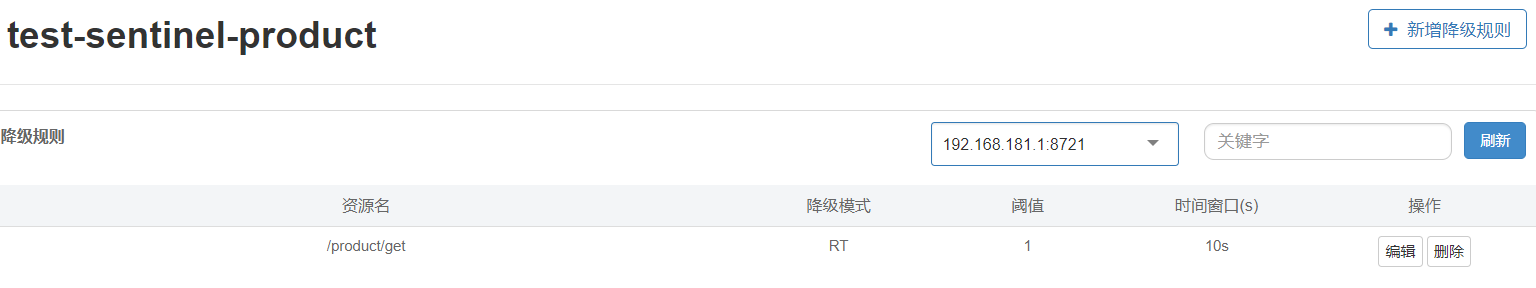 test-sentinel-product
新增降级规则
降级规则
192.168.181.1:8721
关键字
刷新
资源名 降级模式 阈值 时间窗口(s) 操作
/product/get RT 1 10s 编辑 删除